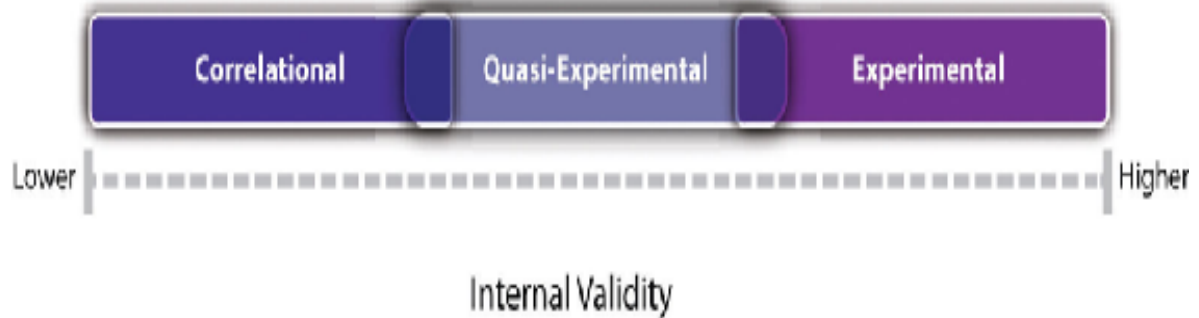 Correlational Quasi-Experimental Experimental
Lower Higher
Internal Validity